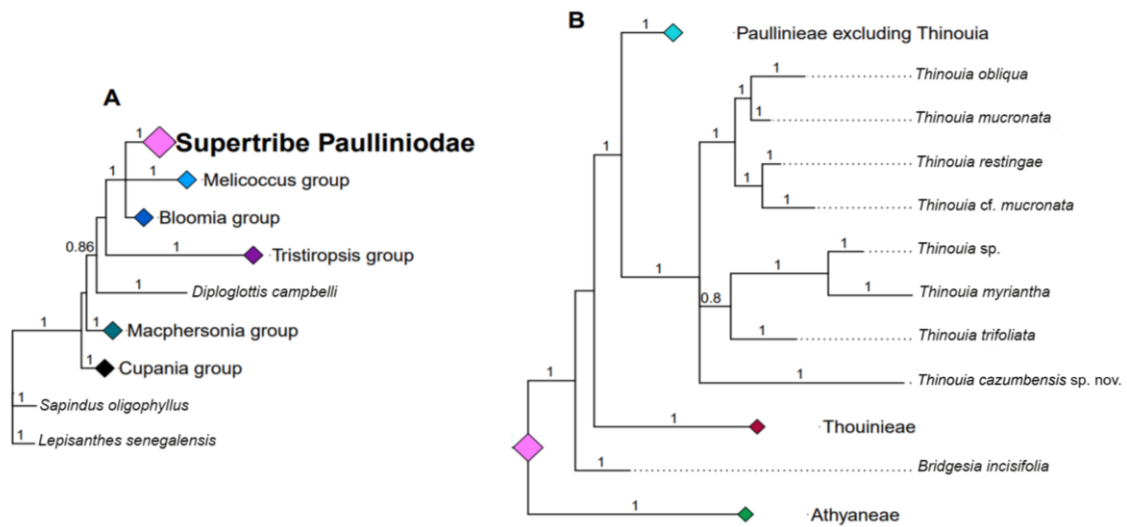 A
1
Supertribe Paulliniodae
1
Melicoccus group
Bloomia group
0.86
1
Tristiropsis group
1
Diploglottis campbelli
1
1
Macphersonia group
1
Cupania group
1
Sapindus oligophyllus
1
Lepisanthes senegalensis
B
1
Paullinieae excluding Thinouia
1
Thinouia obliqua
1
1
Thinouia mucronata
1
1
Thinouia restingae
1
1
Thinouia cf. mucronata
1
1
Thinouia sp.
1
1
0.8
1
Thinouia myriantha
1
Thinouia trifoliata
1
Thinouia cazumbensis sp. nov.
1
1
Thouinieae
1
Bridgesia incisifolia
1
Athyaneae